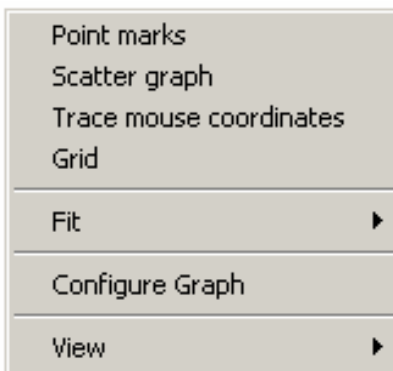 Point marks
Scatter graph
Trace mouse coordinates
Grid
Fit
Configure Graph
View